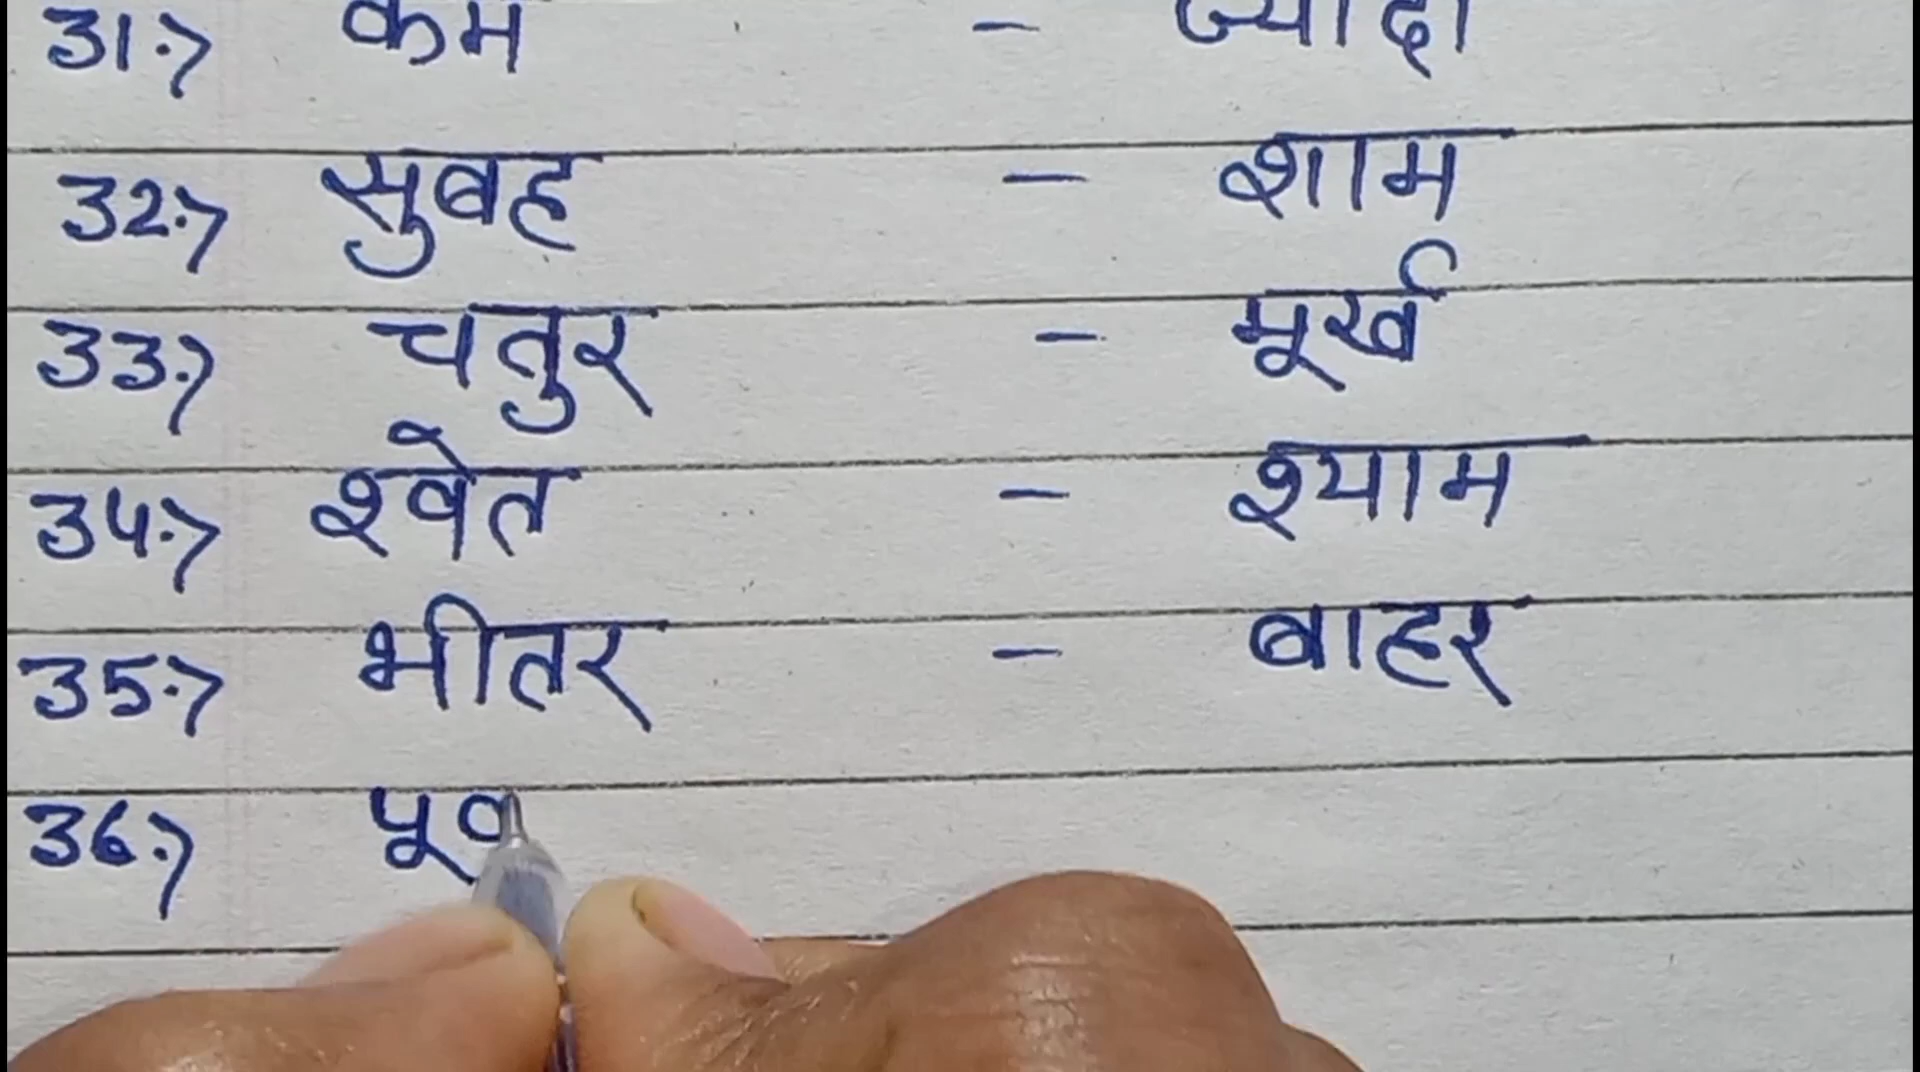 31:> कम - ज्यादा
32:> सुबह - शाम
33:> चतुर - मूर्ख
34:> श्वेत - श्याम
35:> भीतर - बाहर
36:>